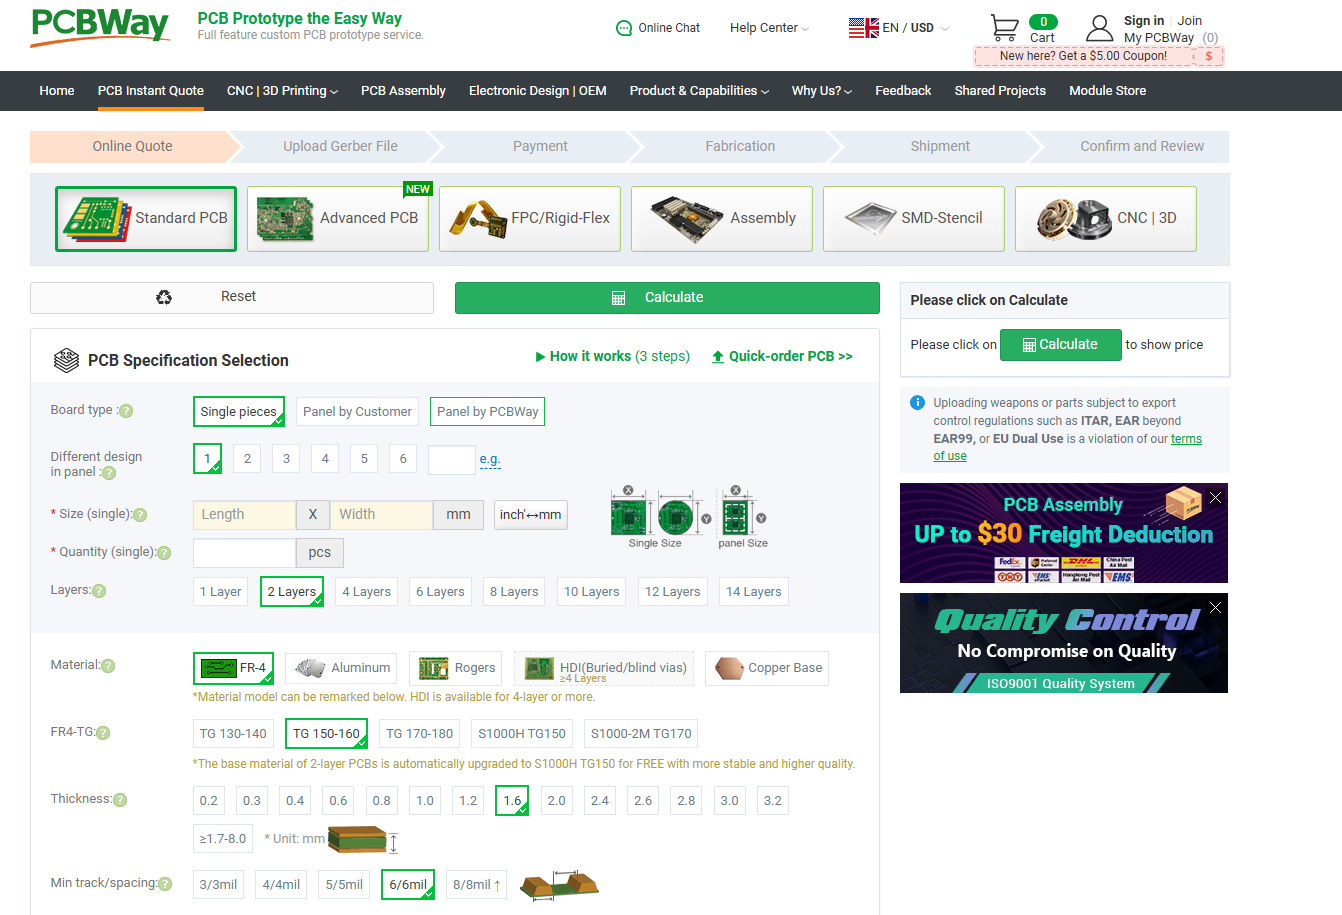 PCBWay
PCB Prototype the Easy Way
Full feature custom PCB prototype service.
Online Chat
Help Center
EN / USD
0
Cart
Sign in | Join
My PCBWay (0)
New here? Get a $5.00 Coupon! $
Home PCB Instant Quote CNC | 3D Printing PCB Assembly Electronic Design | OEM Product & Capabilities Why Us? Feedback Shared Projects Module Store
Online Quote Upload Gerber File Payment Fabrication Shipment Confirm and Review
NEW
Standard PCB Advanced PCB FPC/Rigid-Flex Assembly SMD-Stencil CNC | 3D
Reset
Calculate
PCB Specification Selection
How it works (3 steps)
Quick-order PCB >>
Board type :? Single pieces Panel by Customer Panel by PCBWay
Different design
in panel :? 1 2 3 4 5 6 e.g.
* Size (single):? Length X Width mm inch↔mm
* Quantity (single):? pcs
X Y Single Size
X Y panel Size
Layers:? 1 Layer 2 Layers 4 Layers 6 Layers 8 Layers 10 Layers 12 Layers 14 Layers
Material:? FR-4 Aluminum Rogers HDI(Buried/blind vias) Copper Base
≥4 Layers
*Material model can be remarked below. HDI is available for 4-layer or more.
FR4-TG:? TG 130-140 TG 150-160 TG 170-180 S1000H TG150 S1000-2M TG170
*The base material of 2-layer PCBs is automatically upgraded to S1000H TG150 for FREE with more stable and higher quality.
Thickness:? 0.2 0.3 0.4 0.6 0.8 1.0 1.2 1.6 2.0 2.4 2.6 2.8 3.0 3.2
≥1.7-8.0 * Unit: mm
Min track/spacing:? 3/3mil 4/4mil 5/5mil 6/6mil 8/8mil ↑
Please click on Calculate
Please click on Calculate to show price
Uploading weapons or parts subject to export
control regulations such as ITAR, EAR beyond
EAR99, or EU Dual Use is a violation of our terms
of use
PCB Assembly
UP to $30 Freight Deduction
FedEx DHL China Post
Air Mail
TNT EMS Hongkong Post
Air Mail EMS
Quality Control
No Compromise on Quality
ISO9001 Quality System